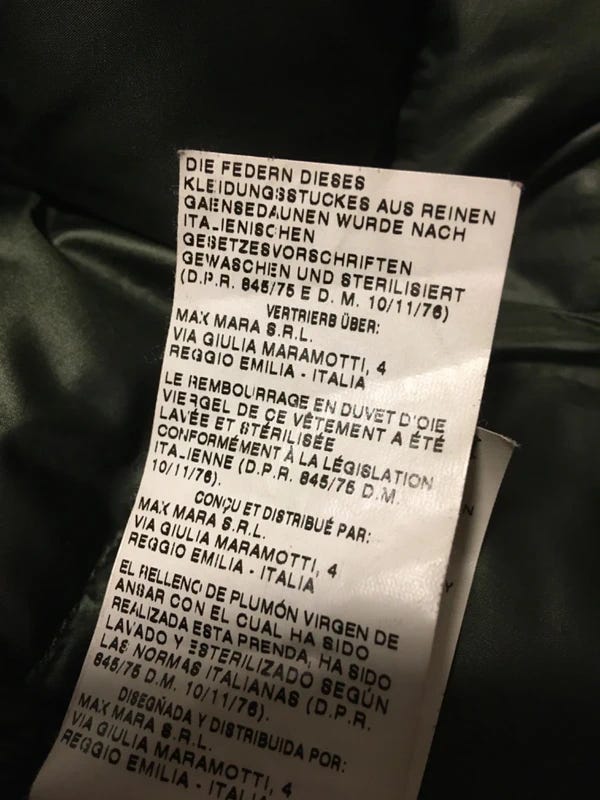 DIE FEDERN DIESES
KLEIDUNGSSTUCKES AUS REINEN
GAENSEDAUNEN WURDE NACH
ITALIENISCHEN
GESETZESVORSCHRIFTEN
GEWASCHEN UND STERILISIERT
(D.P.R. 845/75 E D. M. 10/11/76)
VERTRIEBB ÜBER:
MAX MARA S.R.L.
VIA GIULIA MARAMOTTI, 4
REGGIO EMILIA - ITALIA
LE REMBOURRAGE EN DUVET D'OIE
VIERGEL DE ÇE VÊTEMENT A ÉTÉ
LAVÉE ET STÉRILISÉE
CONFORMÉMENT À LA LÉGISLATION
ITALIENNE (D.P.R. 845/75 D.M.
10/11/76).
CONÇU ET DISTRIBUÉ PAR:
MAX MARA S.R.L.
VIA GIULIA MARAMOTTI, 4
REGGIO EMILIA - ITALIA
EL RELLENO DE PLUMÓN VIRGEN DE
ANSAR CON EL CUAL HA SIDO
REALIZADA ESTA PRENDA, HA SIDO
LAVADO Y ESTERILIZADO SEGÚN
LAS NORMAS ITALIANAS (D.P.R.
845/75 D.M. 10/11/76).
DISEGÑADA Y DISTRIBUIDA POR:
MAX MARA S.R.L.
VIA GIULIA MARAMOTTI, 4
REGGIO EMILIA - ITALIA